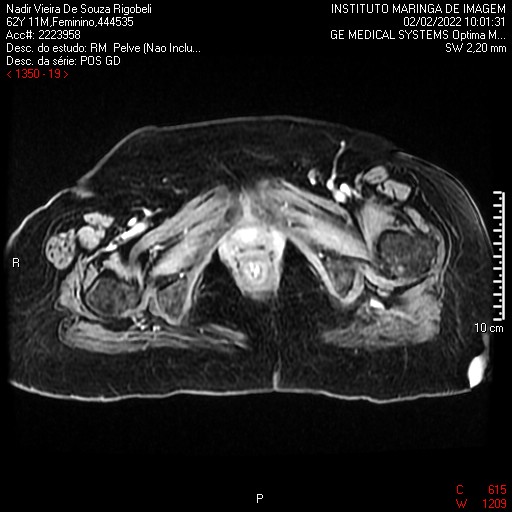 Nadir Vieira De Souza Rigobeli
62Y 11M,Feminino,444535
Acc#: 2223958
Desc. do estudo: RM Pelve (Nao Inclu...
Desc. da série: POS GD
< 1350 - 19 >
INSTITUTO MARINGA DE IMAGEM
02/02/2022 10:01:31
GE MEDICAL SYSTEMS Optima M...
SW 2,20 mm
R
10 cm
P
C 615
W 1209